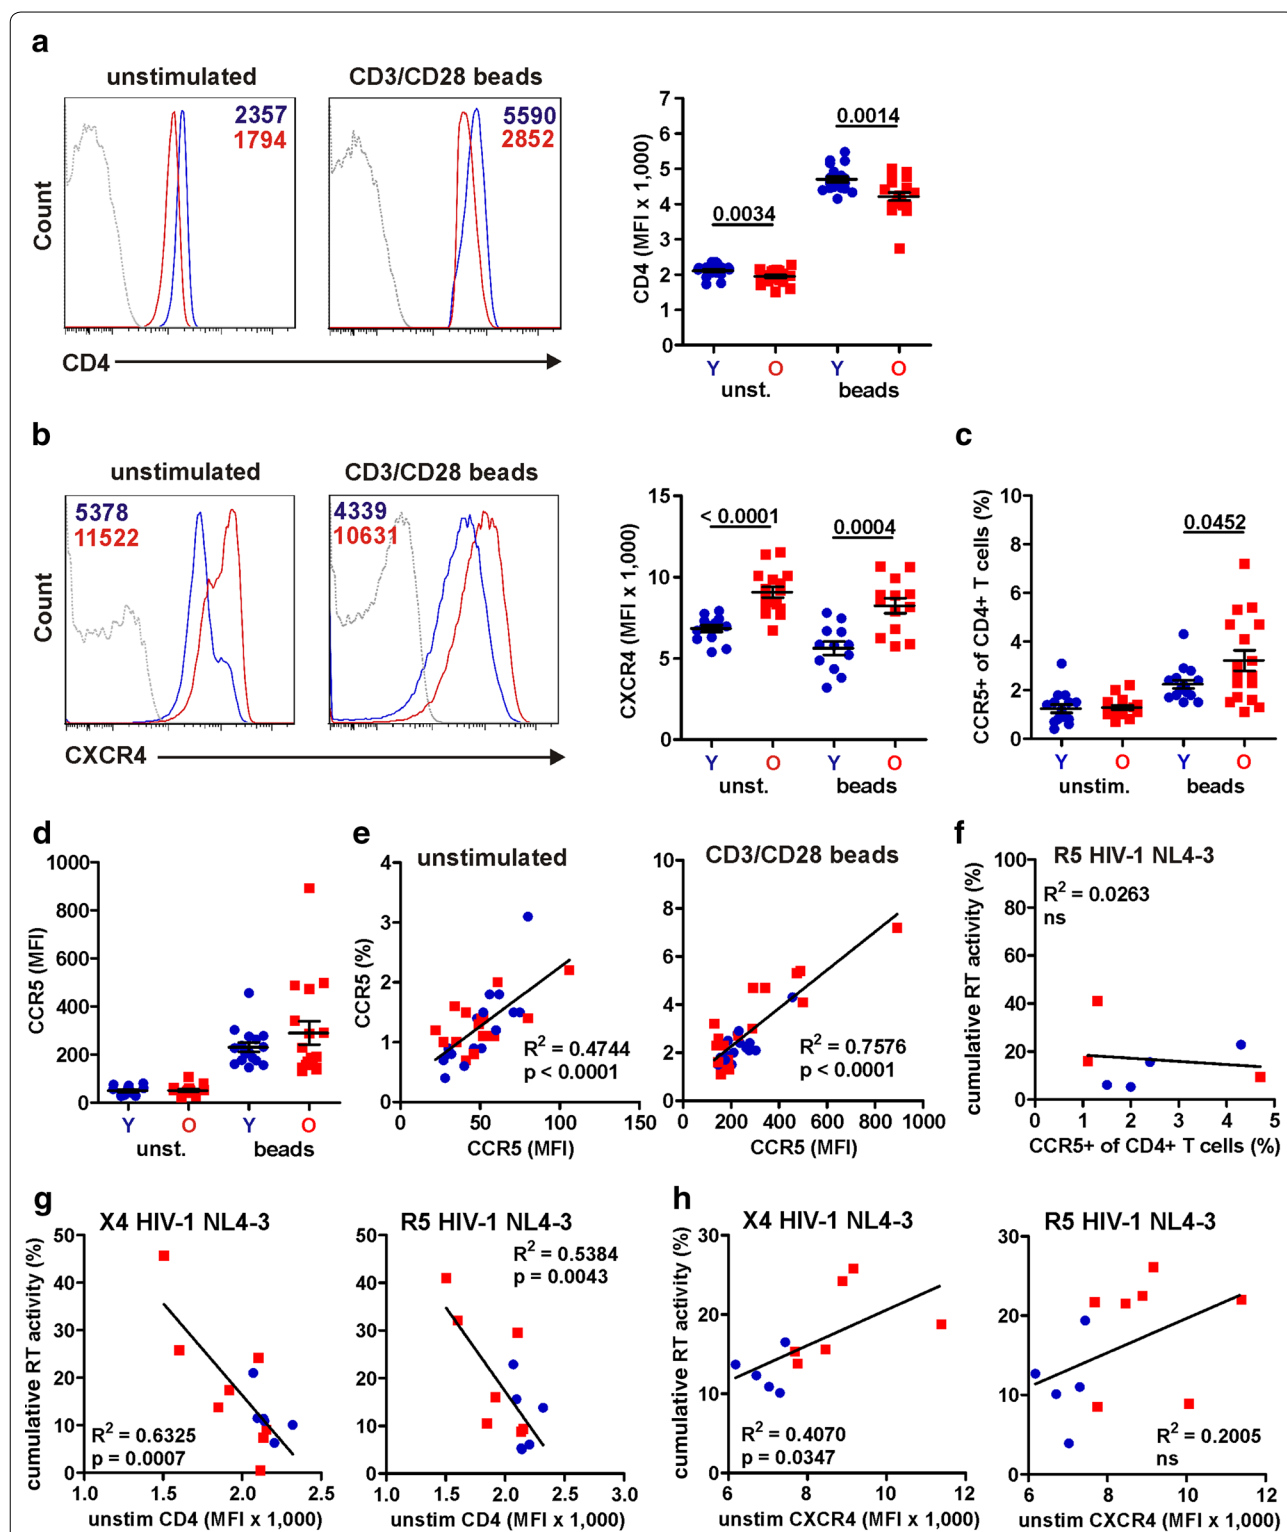 a
unstimulated
CD3/CD28 beads
2357
1794
5590
2852
Count
CD4
CD4 (MFI x 1,000)
7
6
5
4
3
2
1
0
0.0034
0.0014
Y
O
Y
O
unst.
beads
b
unstimulated
CD3/CD28 beads
5378
11522
4339
10631
Count
CXCR4
CXCR4 (MFI x 1,000)
15
10
5
0
< 0.0001
0.0004
Y
O
Y
O
unst.
beads
c
CCR5+ of CD4+ T cells (%)
10
8
6
4
2
0
0.0452
Y
O
Y
O
unstim.
beads
d
CCR5 (MFI)
1000
800
600
400
200
0
Y
O
Y
O
unst.
beads
e
unstimulated
CCR5 (%)
4
3
2
1
0
R2 = 0.4744
p < 0.0001
0
50
100
150
CCR5 (MFI)
CD3/CD28 beads
10
8
6
4
2
0
R2 = 0.7576
p < 0.0001
0
200
400
600
800
1000
CCR5 (MFI)
f
R5 HIV-1 NL4-3
cumulative RT activity (%)
100
80
60
40
20
0
R2 = 0.0263
ns
0
1
2
3
4
5
CCR5+ of CD4+ T cells (%)
g
X4 HIV-1 NL4-3
cumulative RT activity (%)
50
40
30
20
10
0
R2 = 0.6325
p = 0.0007
1.0
1.5
2.0
2.5
unstim CD4 (MFI x 1,000)
R5 HIV-1 NL4-3
50
40
30
20
10
0
R2 = 0.5384
p = 0.0043
1.0
1.5
2.0
2.5
3.0
unstim CD4 (MFI x 1,000)
h
X4 HIV-1 NL4-3
cumulative RT activity (%)
30
20
10
0
R2 = 0.4070
p = 0.0347
6
8
10
12
unstim CXCR4 (MFI x 1,000)
R5 HIV-1 NL4-3
30
20
10
0
R2 = 0.2005
ns
6
8
10
12
unstim CXCR4 (MFI x 1,000)